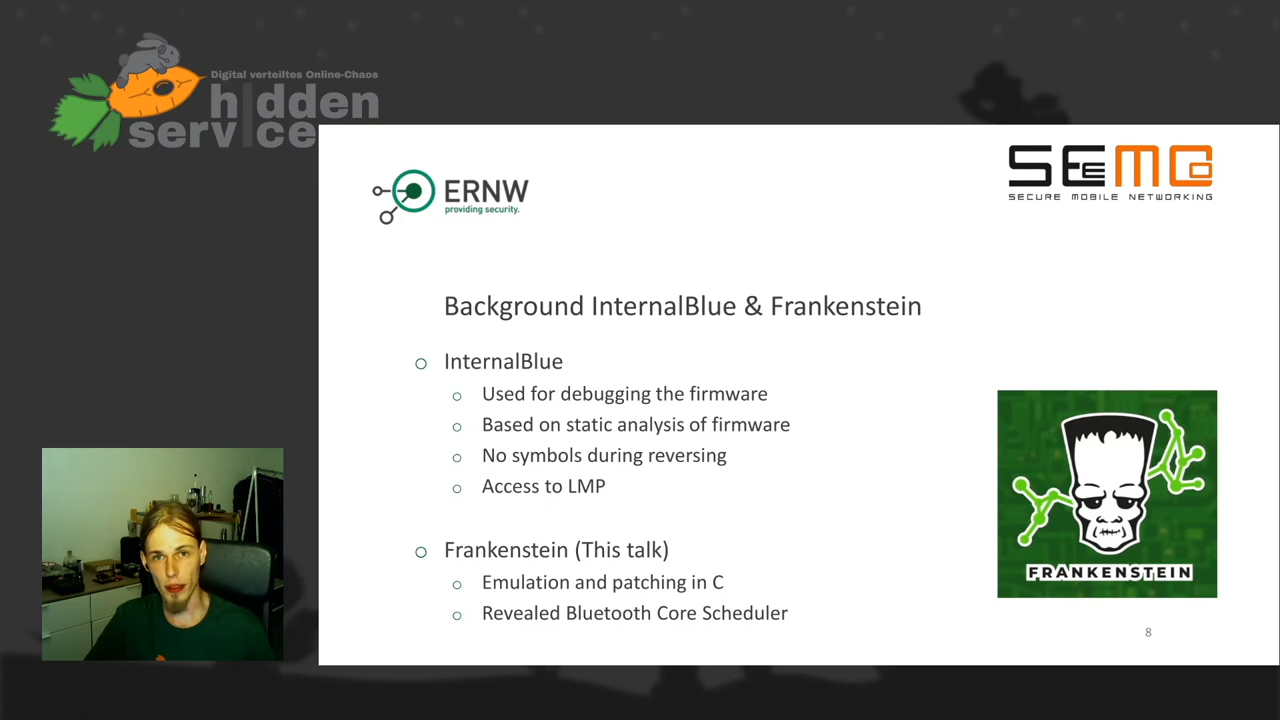 Digital verteiltes Online-Chaos
hidden
service
ERNW
providing security.
SEEMOO
SECURE MOBILE NETWORKING
Background InternalBlue & Frankenstein
InternalBlue
Used for debugging the firmware
Based on static analysis of firmware
No symbols during reversing
Access to LMP
Frankenstein (This talk)
Emulation and patching in C
Revealed Bluetooth Core Scheduler
FRANKENSTEIN
8